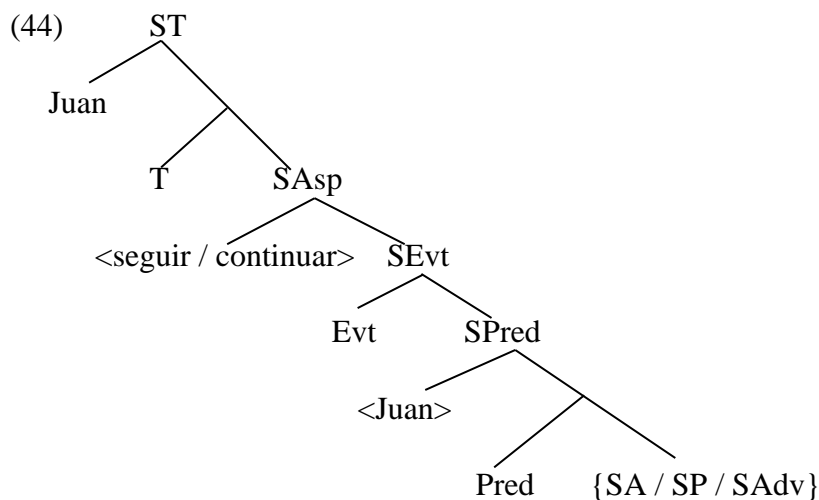 (44) ST
Juan
T SAsp
<seguir / continuar> SEvt
Evt SPred
<Juan>
Pred {SA / SP / SAdv}